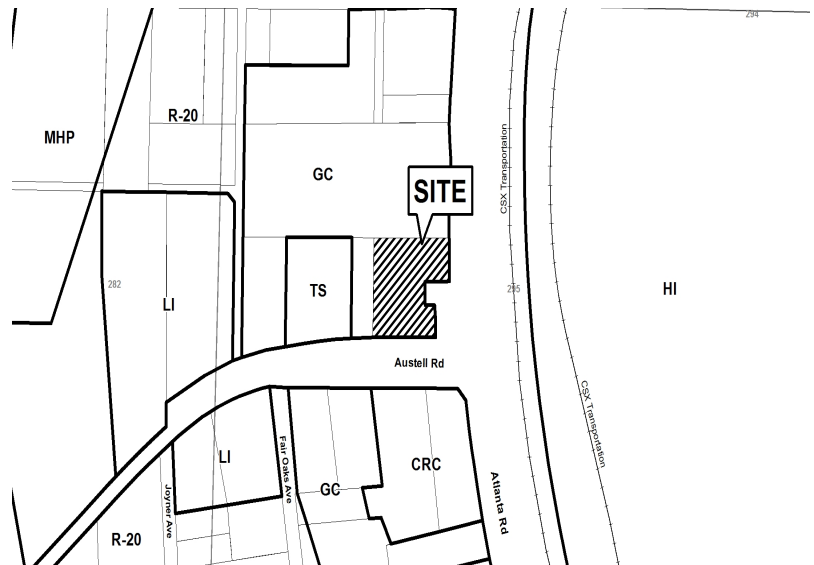 294
R-20
MHP
CSX Transportation
GC
SITE
282
TS
295
HI
LI
Austell Rd
CSX Transportation
Fair Oaks Ave
LI
CRC
GC
Joyner Ave
Atlanta Rd
R-20